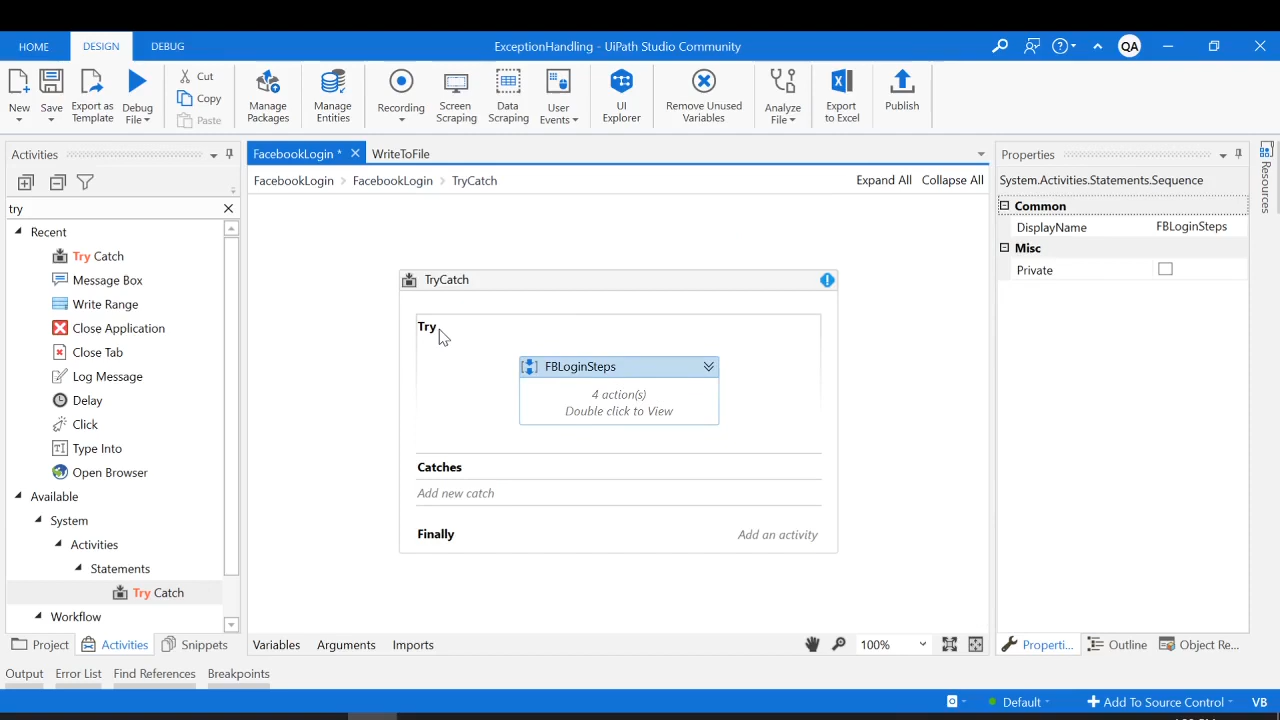 HOME
DESIGN
DEBUG
ExceptionHandling - UiPath Studio Community
QA
New
Save
Export as Template
Debug File
Cut
Copy
Paste
Manage Packages
Manage Entities
Recording
Screen Scraping
Data Scraping
User Events
UI Explorer
Remove Unused Variables
Analyze File
Export to Excel
Publish
Activities
try
Recent
Try Catch
Message Box
Write Range
Close Application
Close Tab
Log Message
Delay
Click
Type Into
Open Browser
Available
System
Activities
Statements
Try Catch
Workflow
Project
Activities
Snippets
FacebookLogin *
WriteToFile
FacebookLogin > FacebookLogin > TryCatch
Expand All
Collapse All
TryCatch
Try
FBLoginSteps
4 action(s)
Double click to View
Catches
Add new catch
Finally
Add an activity
Variables
Arguments
Imports
100%
Properties
System.Activities.Statements.Sequence
Common
DisplayName
FBLoginSteps
Misc
Private
Properti...
Outline
Object Re...
Resources
Output
Error List
Find References
Breakpoints
Default
Add To Source Control
VB